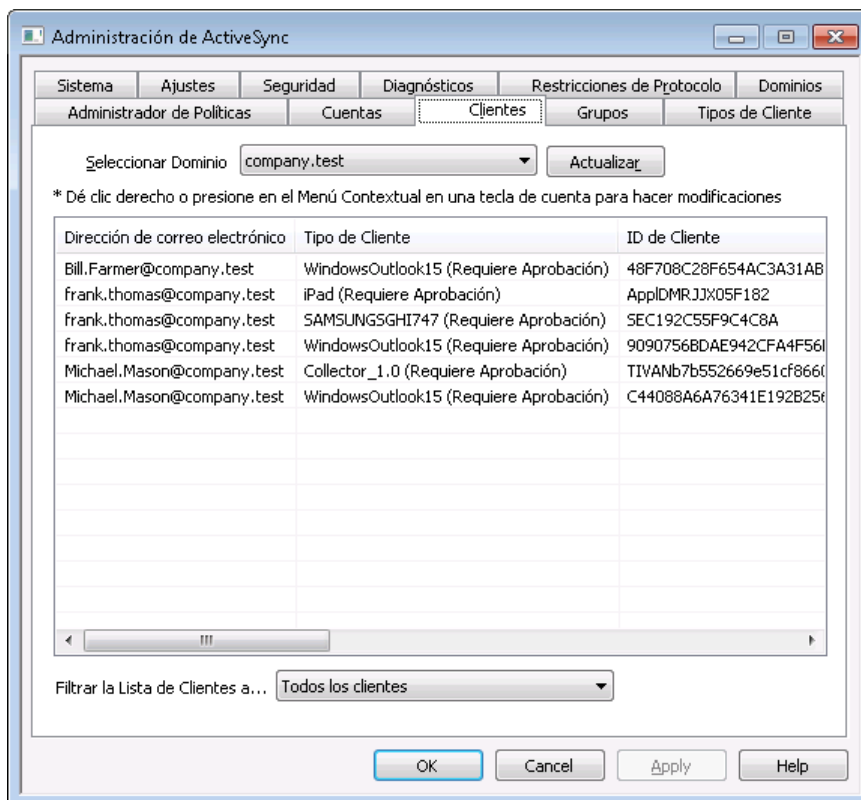 Administración de ActiveSync
Sistema Ajustes Seguridad Diagnósticos Restricciones de Protocolo Dominios
Administrador de Políticas Cuentas Clientes Grupos Tipos de Cliente
Seleccionar Dominio company.test Actualizar
* Dé clic derecho o presione en el Menú Contextual en una tecla de cuenta para hacer modificaciones
Dirección de correo electrónico Tipo de Cliente ID de Cliente
Bill.Farmer@company.test WindowsOutlook15 (Requiere Aprobación) 48F708C28F654AC3A31AB
frank.thomas@company.test iPad (Requiere Aprobación) ApplDMRJJX05F182
frank.thomas@company.test SAMSUNGSGHI747 (Requiere Aprobación) SEC192C55F9C4C8A
frank.thomas@company.test WindowsOutlook15 (Requiere Aprobación) 9090756BDAE942CFA4F56
Michael.Mason@company.test Collector_1.0 (Requiere Aprobación) TIVANb7b552669e51cf866
Michael.Mason@company.test WindowsOutlook15 (Requiere Aprobación) C44088A6A76341E192B256
Filtrar la Lista de Clientes a... Todos los clientes
OK Cancel Apply Help